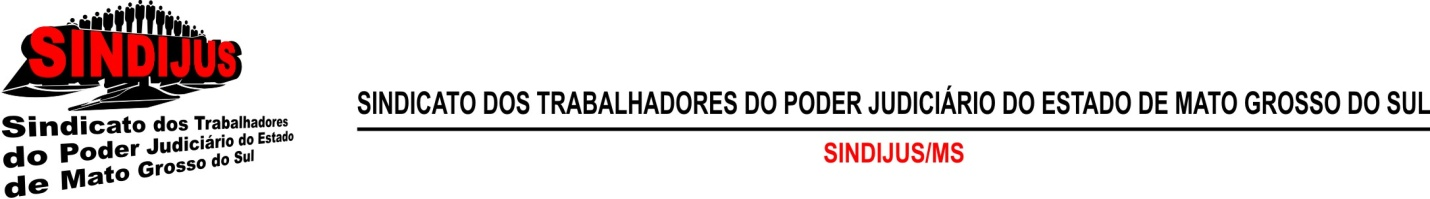 SINDIJUS
Sindicato dos Trabalhadores
do Poder Judiciário do Estado
de Mato Grosso do Sul
SINDICATO DOS TRABALHADORES DO PODER JUDICIÁRIO DO ESTADO DE MATO GROSSO DO SUL
SINDIJUS/MS